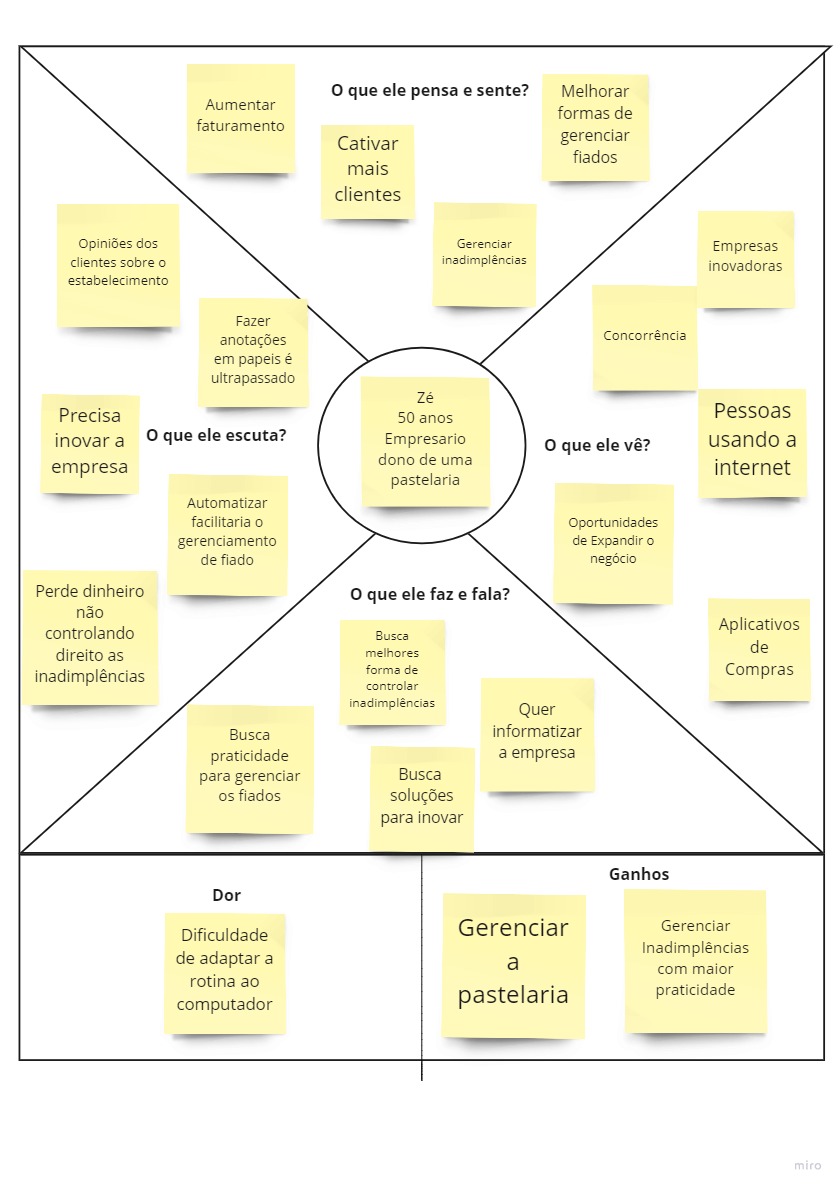 O que ele pensa e sente?
Aumentar
faturamento
Cativar
mais
clientes
Melhorar
formas de
gerenciar
fiados
Gerenciar
inadimplências
Opiniões dos
clientes sobre o
estabelecimento
Fazer
anotações
em papeis é
ultrapassado
Precisa
inovar a
empresa
O que ele escuta?
Automatizar
facilitaria o
gerenciamento
de fiado
Perde dinheiro
não
controlando
direito as
inadimplências
Zé
50 anos
Empresario
dono de uma
pastelaria
Empresas
inovadoras
Concorrência
O que ele vê?
Pessoas
usando a
internet
Oportunidades
de Expandir o
negócio
Aplicativos
de
Compras
O que ele faz e fala?
Busca
melhores
forma de
controlar
inadimplências
Quer
informatizar
a empresa
Busca
praticidade
para gerenciar
os fiados
Busca
soluções
para inovar
Dor
Dificuldade
de adaptar a
rotina ao
computador
Ganhos
Gerenciar
a
pastelaria
Gerenciar
Inadimplências
com maior
praticidade
miro